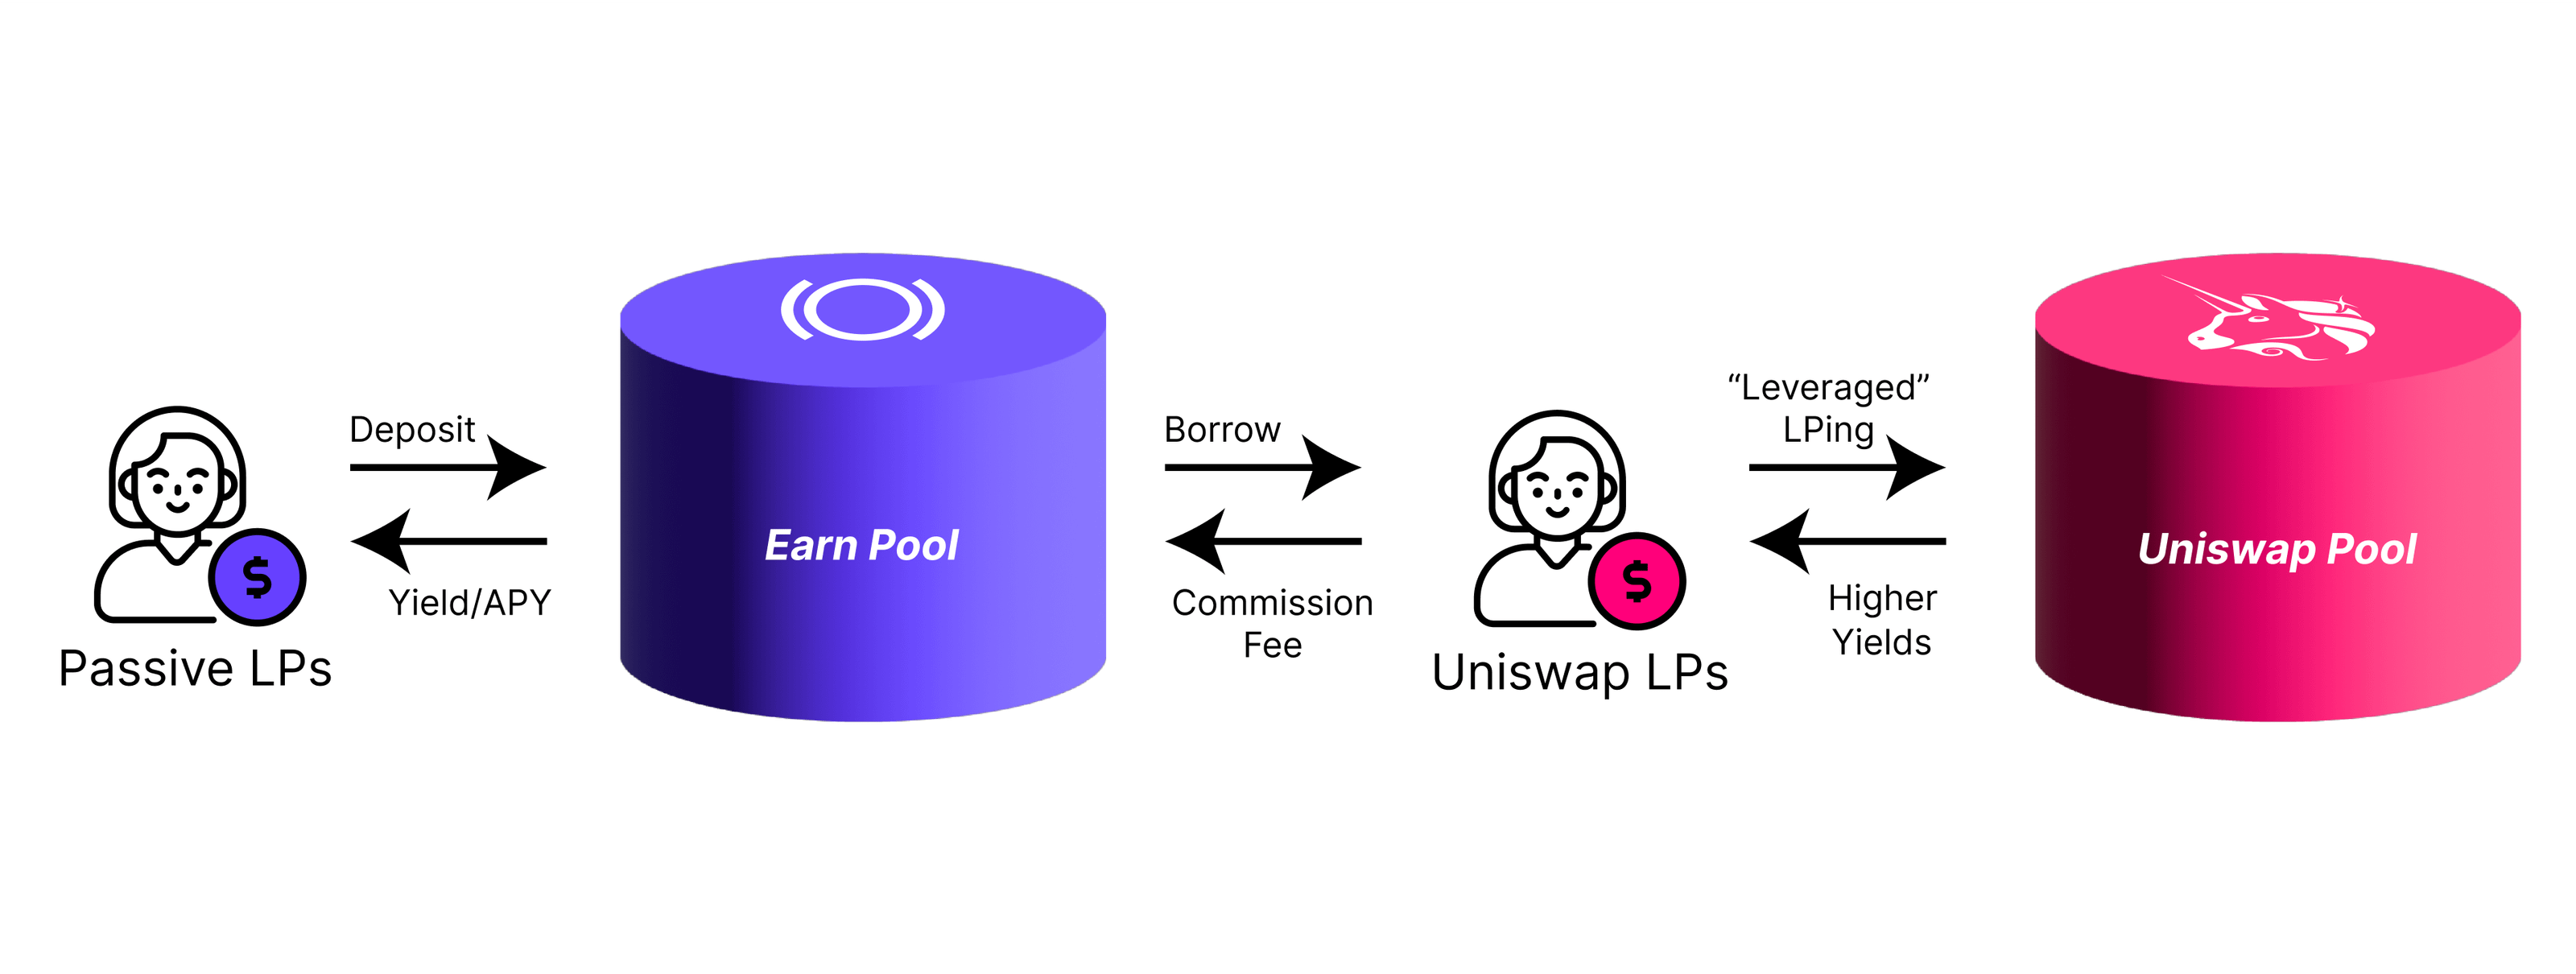 Deposit
Yield/APY
Passive LPs
Earn Pool
Borrow
Commission
Fee
Uniswap LPs
“Leveraged”
LPing
Higher
Yields
Uniswap Pool
$
$